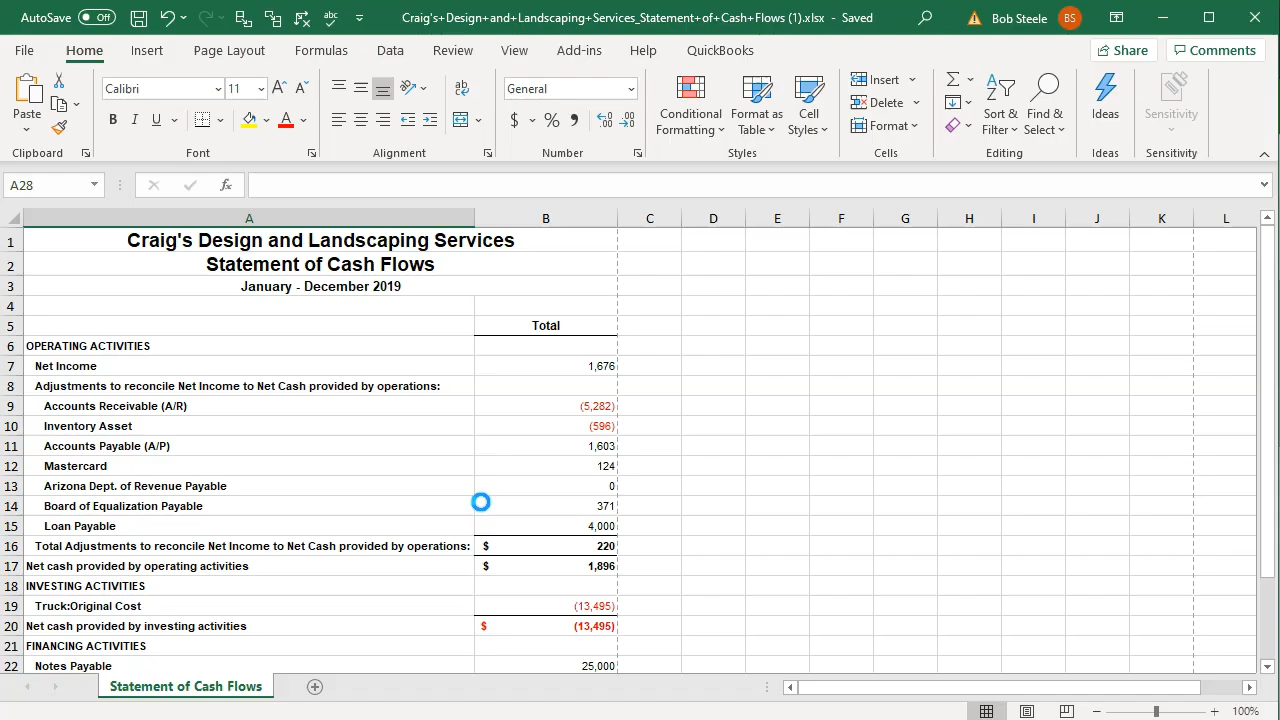 AutoSave Off Craig's+Design+and+Landscaping+Services_Statement+of+Cash+Flows (1).xlsx - Saved Bob Steele BS
File Home Insert Page Layout Formulas Data Review View Add-ins Help QuickBooks Share Comments
Paste
Clipboard
Calibri 11
B I U A
Font
ab
Alignment
General
$ % 9
Number
Conditional Formatting
Format as Table
Cell Styles
Styles
Insert
Delete
Format
Cells
Sort & Filter
Find & Select
Editing
Ideas
Ideas
Sensitivity
Sensitivity
A28 fx
A B C D E F G H I J K L
1 Craig's Design and Landscaping Services
2 Statement of Cash Flows
3 January - December 2019
4
5 Total
6 OPERATING ACTIVITIES
7 Net Income 1,676
8 Adjustments to reconcile Net Income to Net Cash provided by operations:
9 Accounts Receivable (A/R) (5,282)
10 Inventory Asset (596)
11 Accounts Payable (A/P) 1,603
12 Mastercard 124
13 Arizona Dept. of Revenue Payable 0
14 Board of Equalization Payable 371
15 Loan Payable 4,000
16 Total Adjustments to reconcile Net Income to Net Cash provided by operations: $ 220
17 Net cash provided by operating activities $ 1,896
18 INVESTING ACTIVITIES
19 Truck:Original Cost (13,495)
20 Net cash provided by investing activities $ (13,495)
21 FINANCING ACTIVITIES
22 Notes Payable 25,000
Statement of Cash Flows
100%